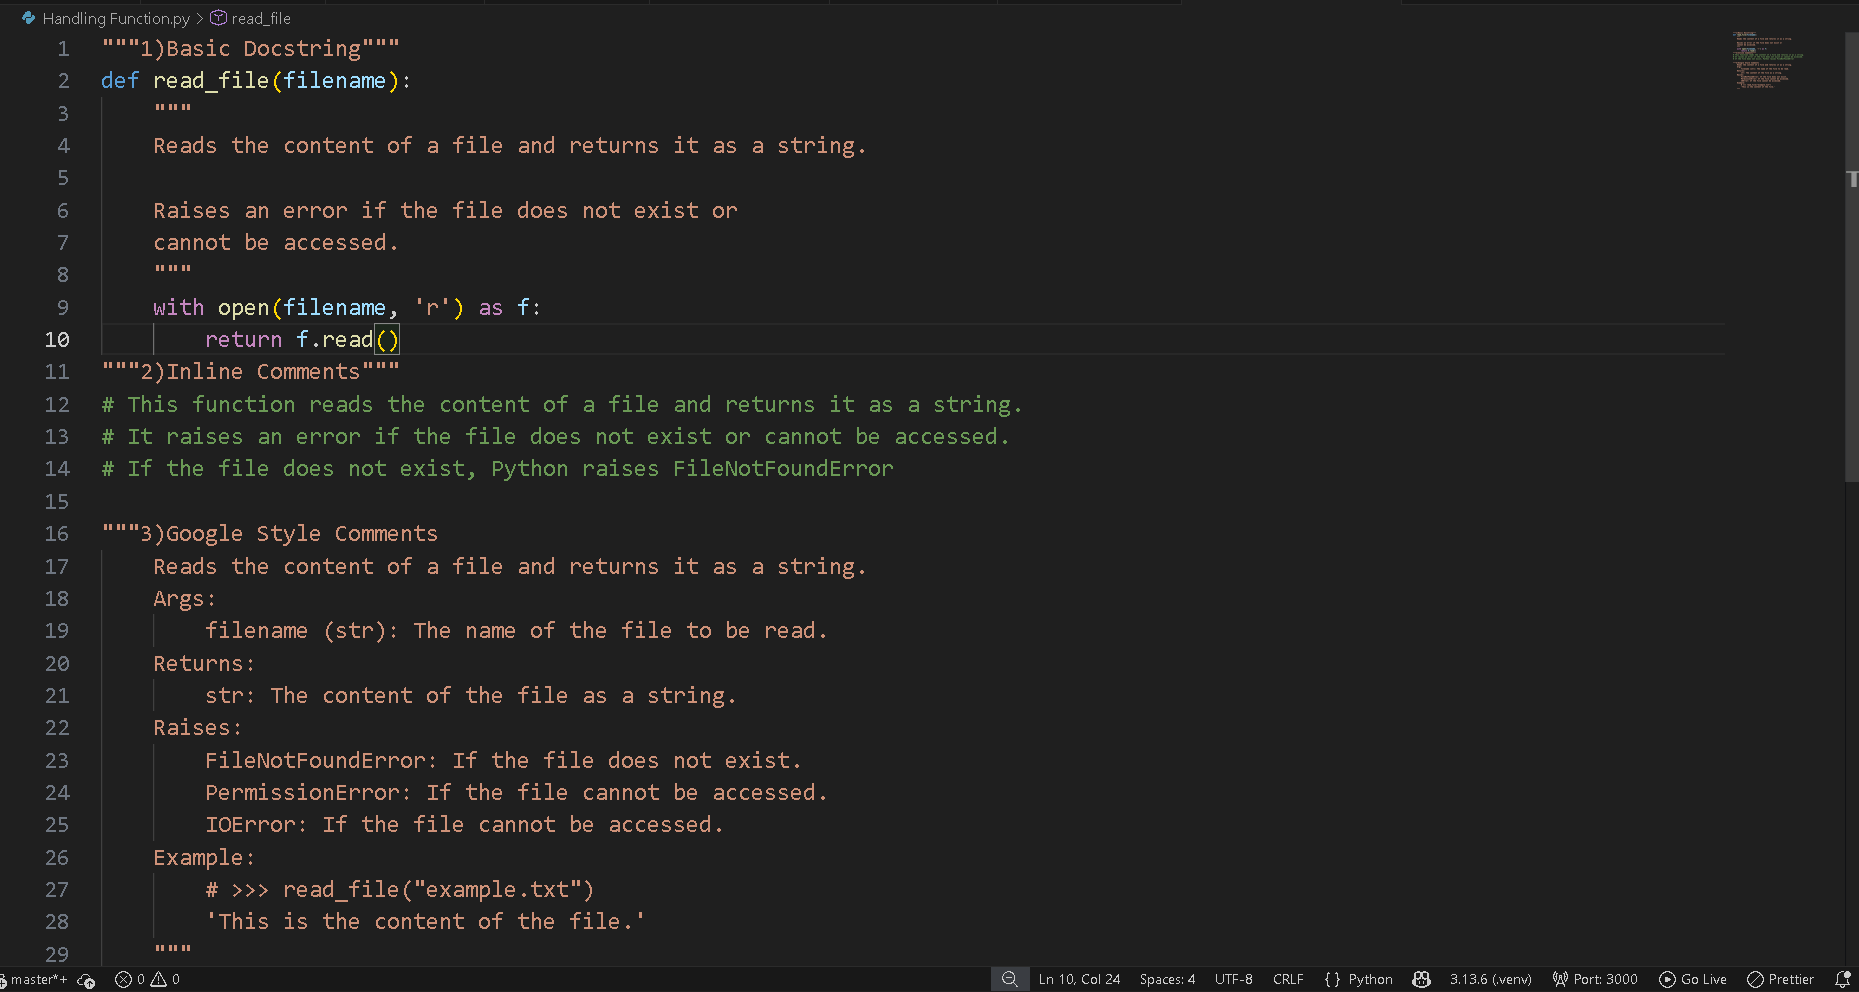 Handling Function.py > read_file
1 """1)Basic Docstring"""
2 def read_file(filename):
3     """
4     Reads the content of a file and returns it as a string.
5
6     Raises an error if the file does not exist or
7     cannot be accessed.
8     """
9     with open(filename, 'r') as f:
10         return f.read()
11 """2)Inline Comments"""
12 # This function reads the content of a file and returns it as a string.
13 # It raises an error if the file does not exist or cannot be accessed.
14 # If the file does not exist, Python raises FileNotFoundError
15
16 """3)Google Style Comments
17     Reads the content of a file and returns it as a string.
18     Args:
19         filename (str): The name of the file to be read.
20     Returns:
21         str: The content of the file as a string.
22     Raises:
23         FileNotFoundError: If the file does not exist.
24         PermissionError: If the file cannot be accessed.
25         IOError: If the file cannot be accessed.
26     Example:
27         # >>> read_file("example.txt")
28         'This is the content of the file.'
29     """
master*+ 0 0 Ln 10, Col 24 Spaces: 4 UTF-8 CRLF {} Python 3.13.6 (.venv) Port: 3000 Go Live Prettier